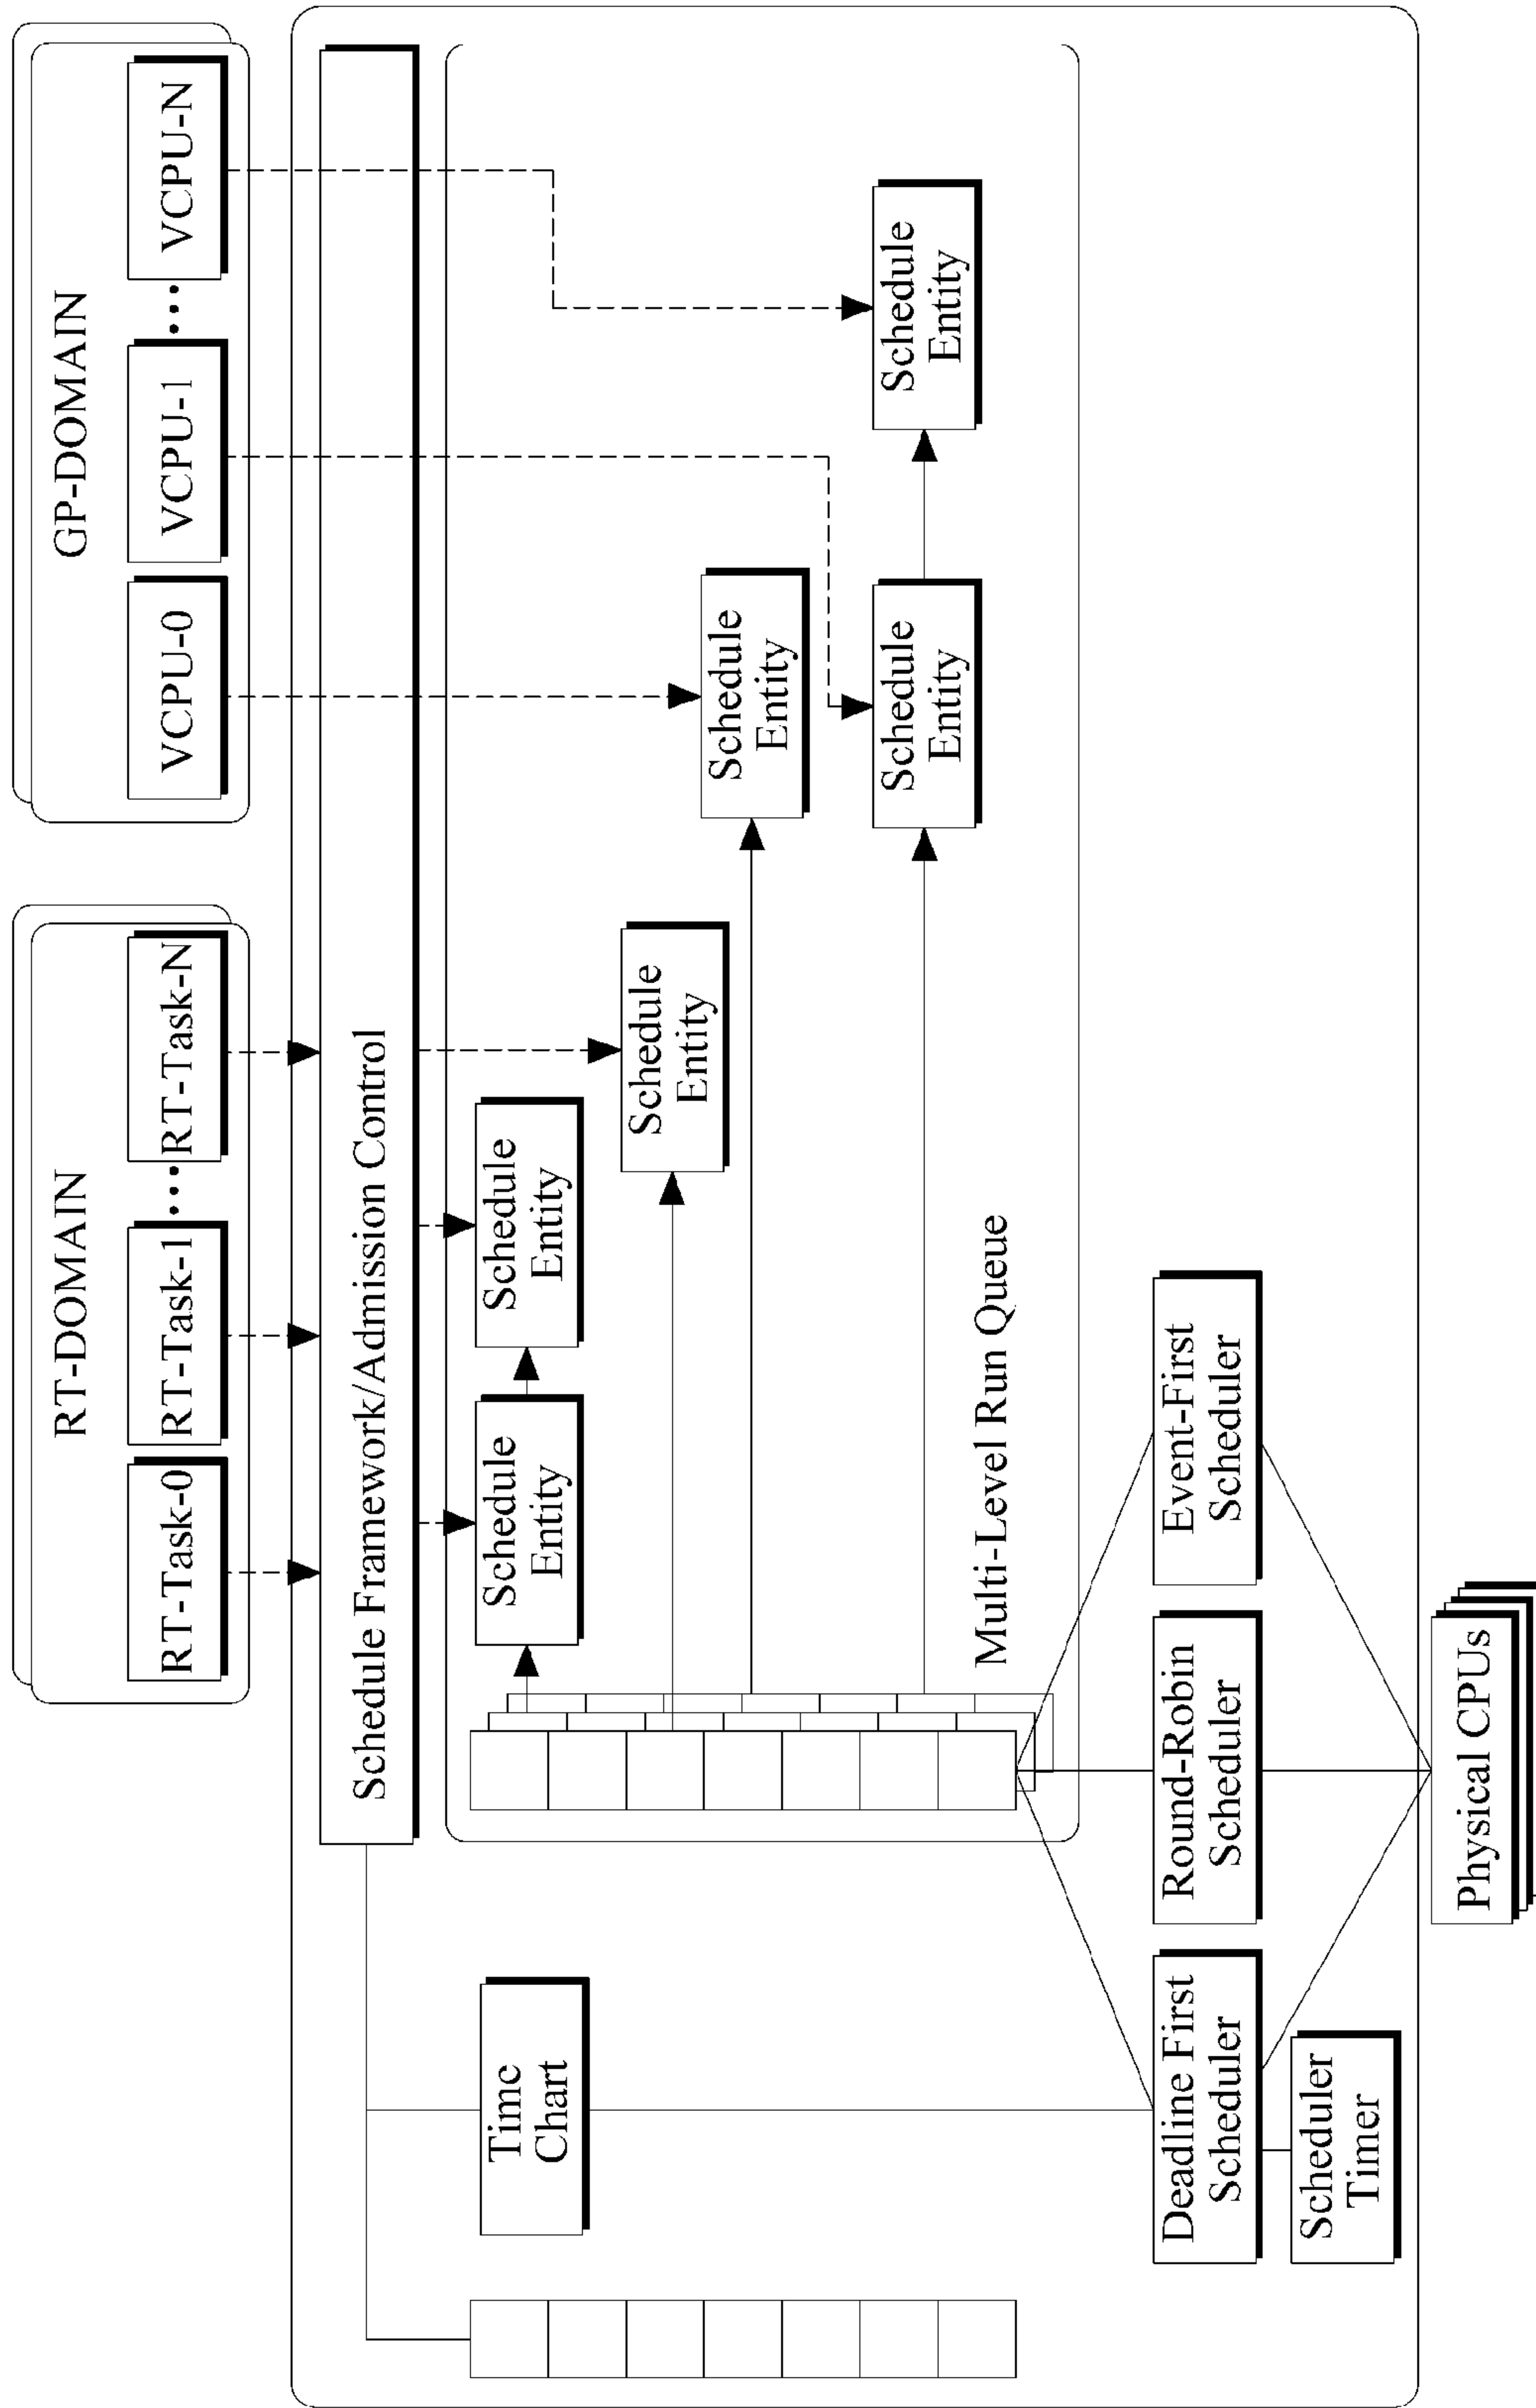 RT-DOMAIN
RT-Task-0
RT-Task-1
...
RT-Task-N
GP-DOMAIN
VCPU-0
VCPU-1
...
VCPU-N
Schedule Framework/Admission Control
Time
Chart
Schedule
Entity
Schedule
Entity
Schedule
Entity
Schedule
Entity
Schedule
Entity
Schedule
Entity
Multi-Level Run Queue
Deadline First
Scheduler
Round-Robin
Scheduler
Event-First
Scheduler
Scheduler
Timer
Physical CPUs